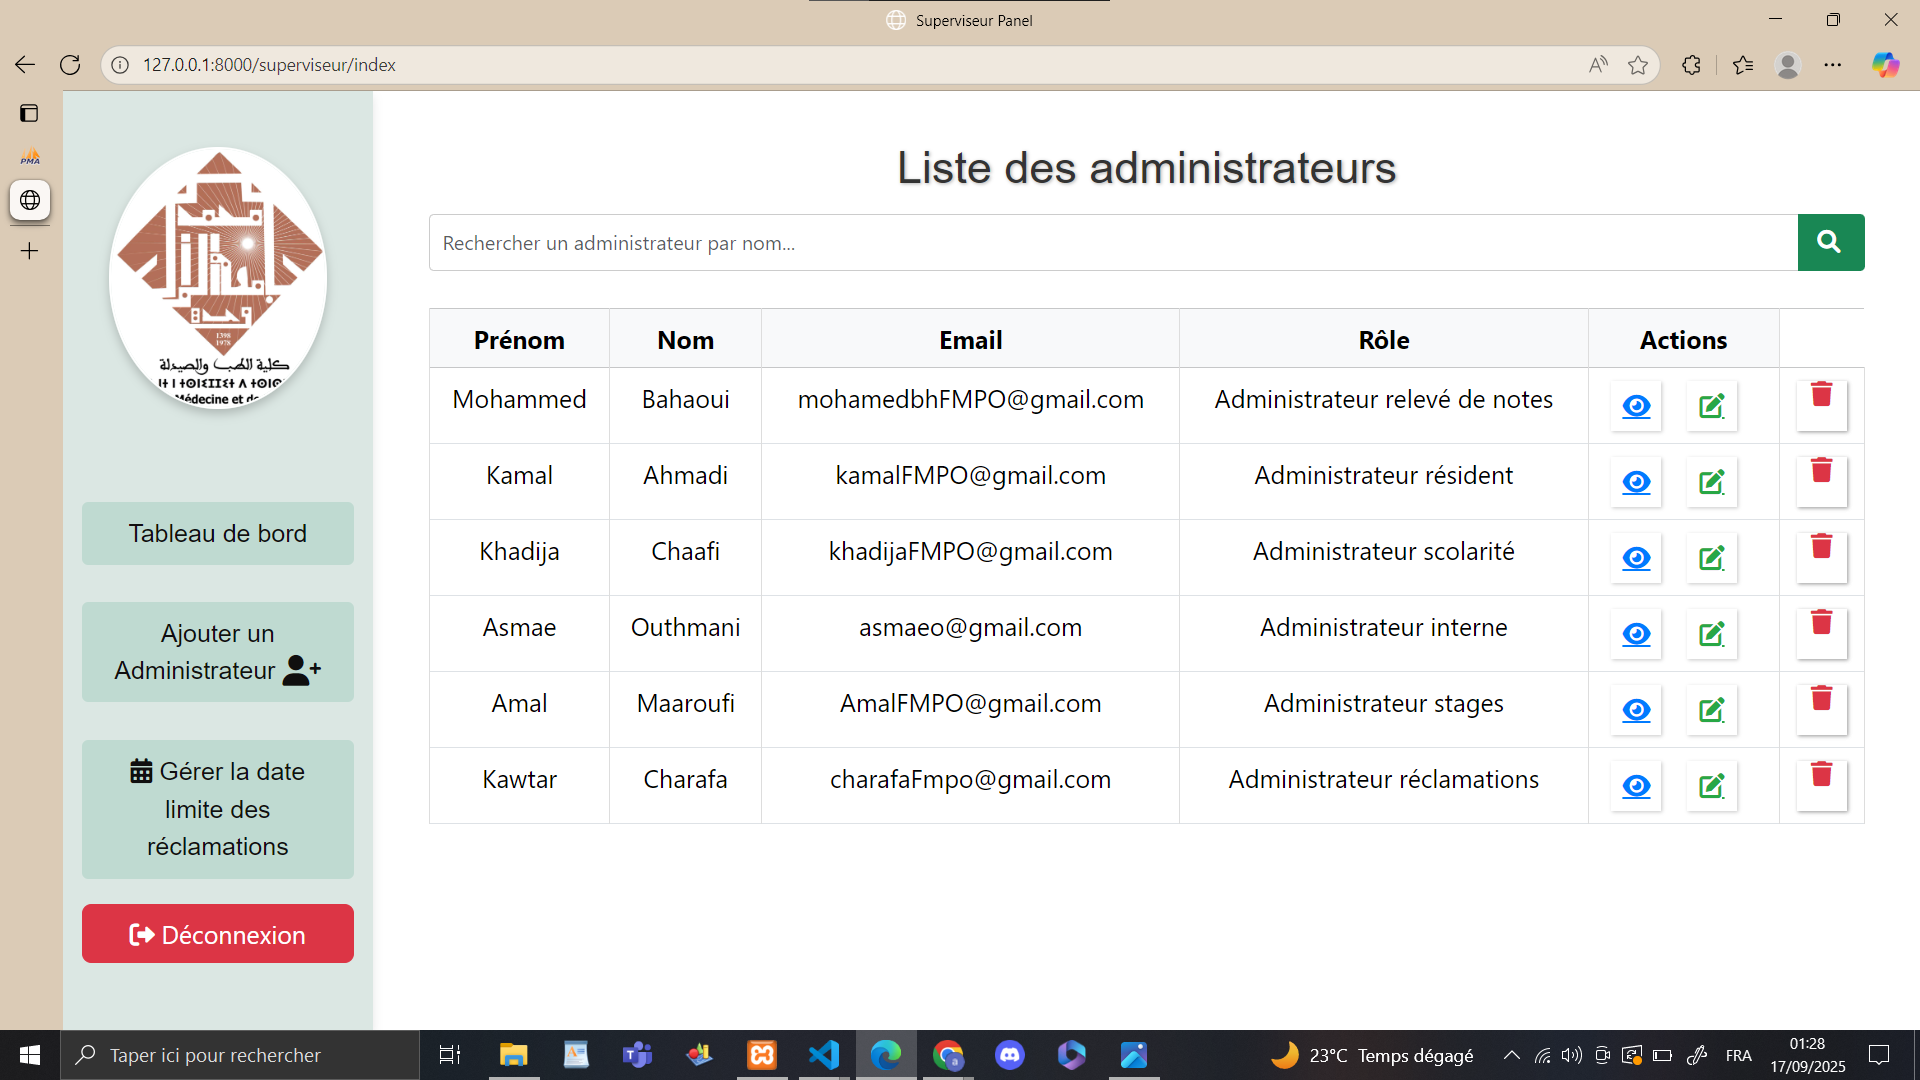 Superviseur Panel
127.0.0.1:8000/superviseur/index
PMA
1398
1978
كلية الطب والصيدلة
Médecine et de
Tableau de bord
Ajouter un
Administrateur
Gérer la date
limite des
réclamations
Déconnexion
Liste des administrateurs
Rechercher un administrateur par nom...
Prénom Nom Email Rôle Actions
Mohammed Bahaoui mohamedbhFMPO@gmail.com Administrateur relevé de notes
Kamal Ahmadi kamalFMPO@gmail.com Administrateur résident
Khadija Chaafi khadijaFMPO@gmail.com Administrateur scolarité
Asmae Outhmani asmaeo@gmail.com Administrateur interne
Amal Maaroufi AmalFMPO@gmail.com Administrateur stages
Kawtar Charafa charafaFmpo@gmail.com Administrateur réclamations
Taper ici pour rechercher
23°C Temps dégagé
FRA
01:28
17/09/2025